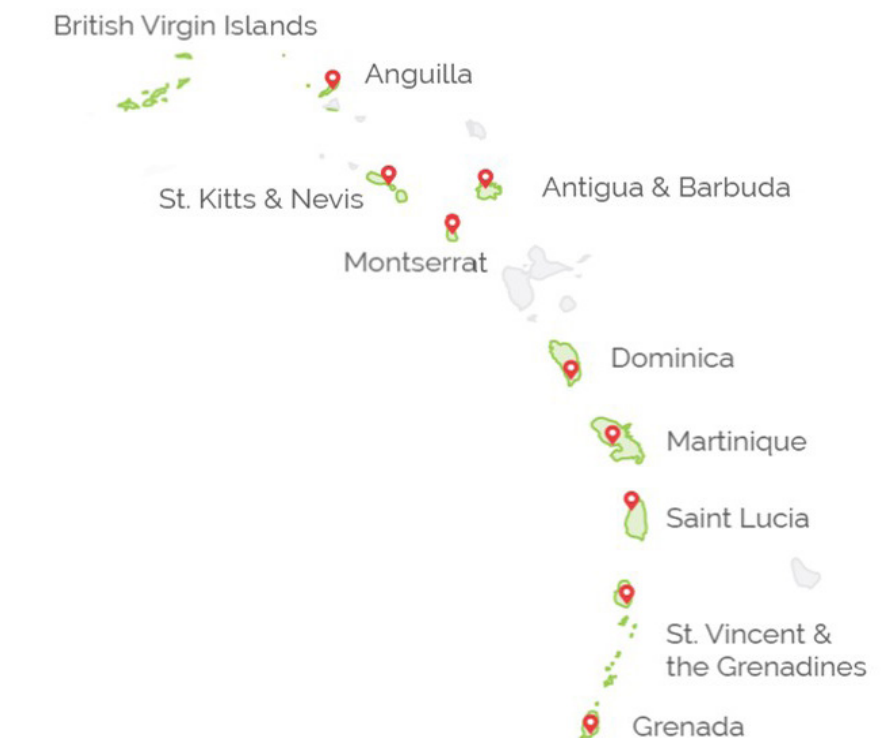 British Virgin Islands
Anguilla
St. Kitts & Nevis
Antigua & Barbuda
Montserrat
Dominica
Martinique
Saint Lucia
St. Vincent &
the Grenadines
Grenada